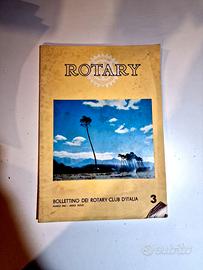 ROTARY
BOLLETTINO DEI ROTARY CLUB D'ITALIA
3
subito